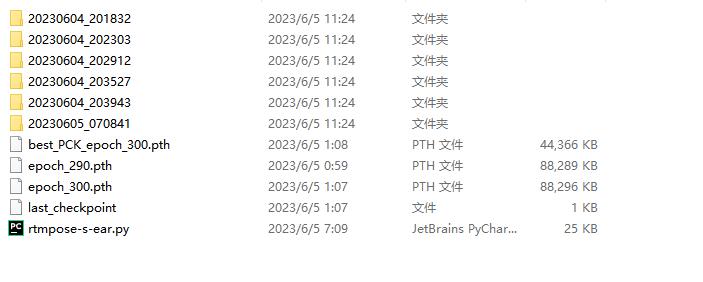 20230604_201832 2023/6/5 11:24 文件夹
20230604_202303 2023/6/5 11:24 文件夹
20230604_202912 2023/6/5 11:24 文件夹
20230604_203527 2023/6/5 11:24 文件夹
20230604_203943 2023/6/5 11:24 文件夹
20230605_070841 2023/6/5 11:24 文件夹
best_PCK_epoch_300.pth 2023/6/5 1:08 PTH 文件 44,366 KB
epoch_290.pth 2023/6/5 0:59 PTH 文件 88,289 KB
epoch_300.pth 2023/6/5 1:07 PTH 文件 88,296 KB
last_checkpoint 2023/6/5 1:07 文件 1 KB
PC rtmpose-s-ear.py 2023/6/5 7:09 JetBrains PyChar... 25 KB